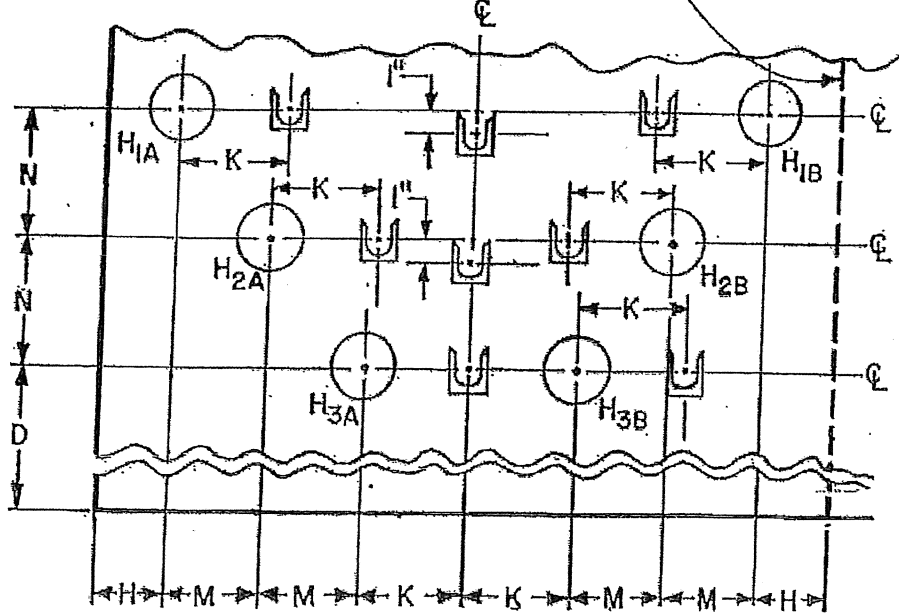 ℄
1"
℄
H1A K K H1B
N
K 1" K
℄
H2A H2B
N
K
℄
H3A H3B
D
H M M K K M M H